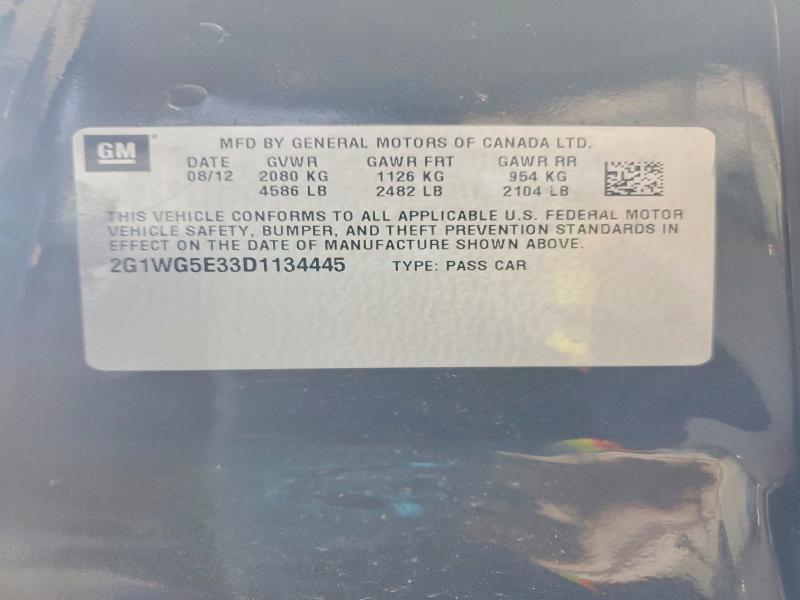 GM
MFD BY GENERAL MOTORS OF CANADA LTD.
DATE GVWR GAWR FRT GAWR RR
08/12 2080 KG 1126 KG 954 KG
4586 LB 2482 LB 2104 LB
THIS VEHICLE CONFORMS TO ALL APPLICABLE U.S. FEDERAL MOTOR
VEHICLE SAFETY, BUMPER, AND THEFT PREVENTION STANDARDS IN
EFFECT ON THE DATE OF MANUFACTURE SHOWN ABOVE.
2G1WG5E33D1134445 TYPE: PASS CAR